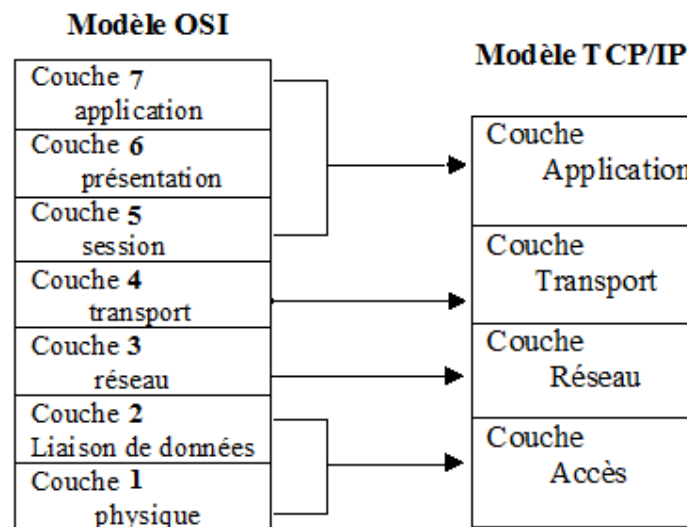 Modèle OSI
Couche 7
application
Couche 6
présentation
Couche 5
session
Couche 4
transport
Couche 3
réseau
Couche 2
Liaison de données
Couche 1
physique
Modèle TCP/IP
Couche
Application
Couche
Transport
Couche
Réseau
Couche
Accès